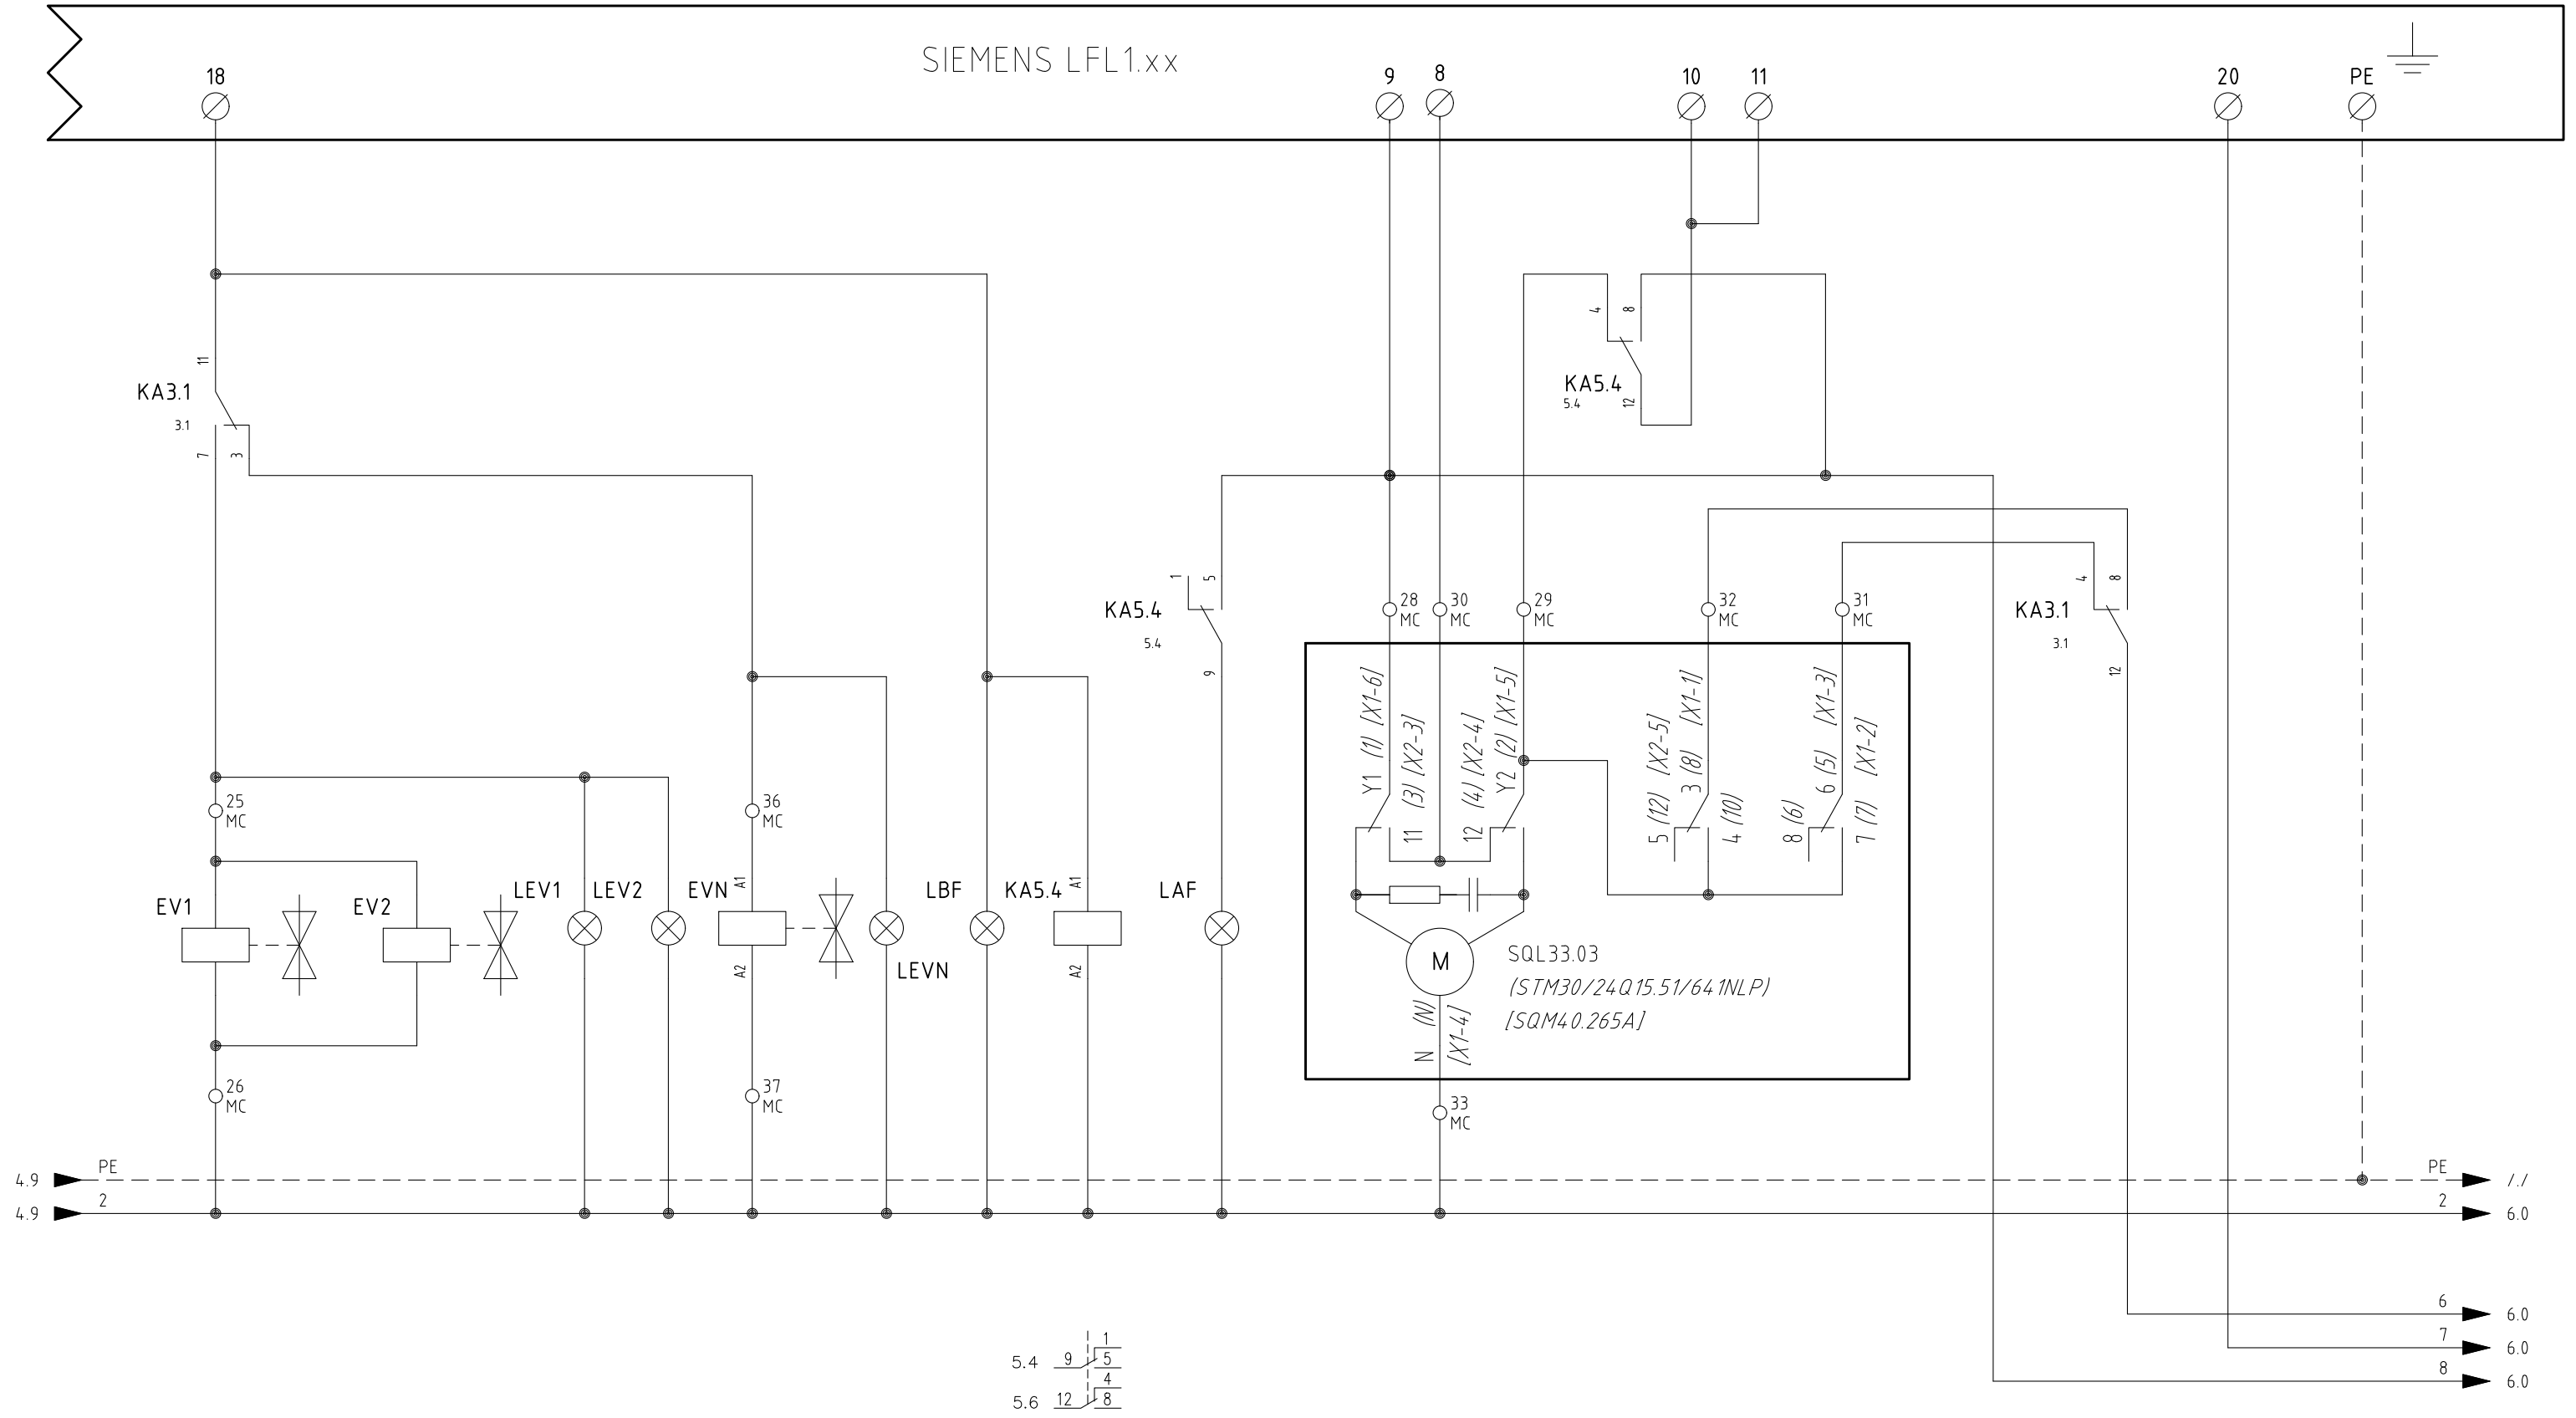 SIEMENS LFL1.xx
18
9
8
10
11
20
PE
4
8
KA5.4
5.4
12
11
KA3.1
3.1
7
3
1
5
KA5.4
5.4
9
28
MC
30
MC
29
MC
32
MC
31
MC
4
8
KA3.1
3.1
12
Y1 (1) [X1-6]
11 (3) [X2-3]
12 (4) [X2-4]
Y2 (2) [X1-5]
5 (12) [X2-5]
3 (8) [X1-1]
4 (10)
8 (6)
6 (5) [X1-3]
7 (7) [X1-2]
25
MC
36
MC
EV1
EV2
LEV1
LEV2
EVN
A1
A2
LEVN
LBF
KA5.4
A1
A2
LAF
M
SQL33.03
(STM30/24Q15.51/641NLP)
[SQM40.265A]
N (N)
[X1-4]
26
MC
37
MC
33
MC
4.9
PE
PE
/./
4.9
2
2
6.0
6
6.0
7
6.0
8
6.0
1
5.4 9 5
4
5.6 12 8